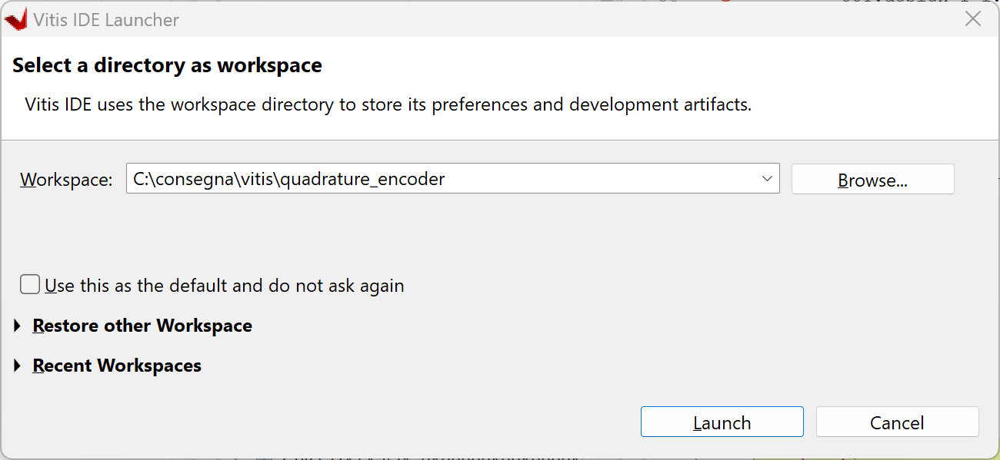 Vitis IDE Launcher
Select a directory as workspace
Vitis IDE uses the workspace directory to store its preferences and development artifacts.
Workspace: C:\consegna\vitis\quadrature_encoder Browse...
Use this as the default and do not ask again
Restore other Workspace
Recent Workspaces
Launch Cancel